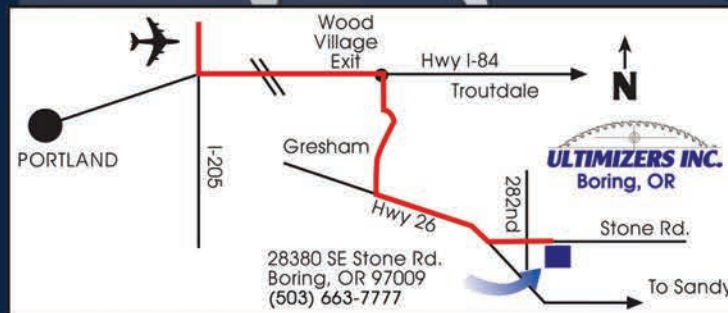 Wood
Village
Exit
Hwy I-84
Troutdale
N
PORTLAND
I-205
Gresham
Hwy 26
282nd
ULTIMIZERS INC.
Boring, OR
Stone Rd.
28380 SE Stone Rd.
Boring, OR 97009
(503) 663-7777
To Sandy